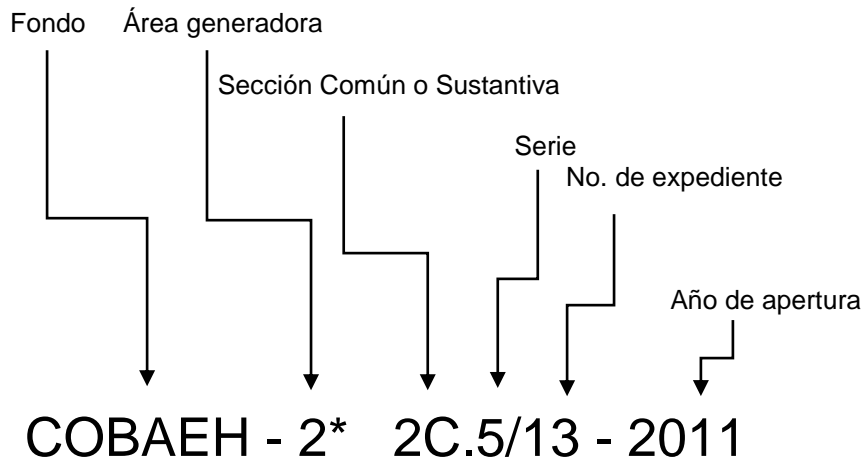 Fondo
Área generadora
Sección Común o Sustantiva
Serie
No. de expediente
Año de apertura
COBAEH - 2* 2C.5/13 - 2011